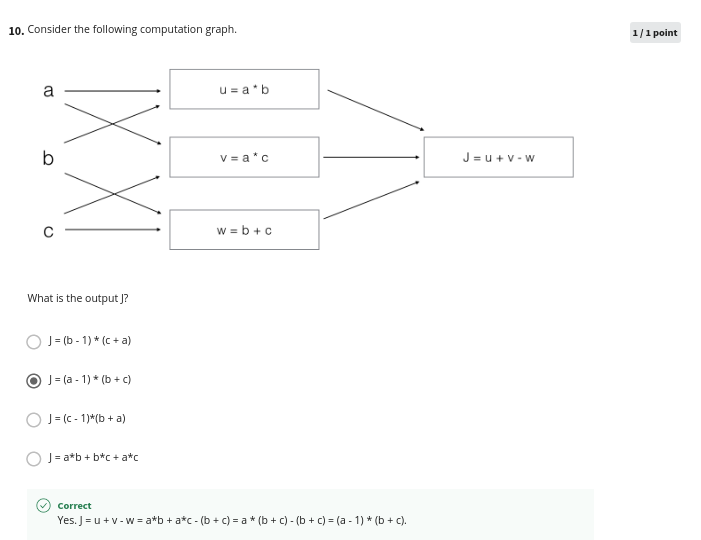 10. Consider the following computation graph.
1 / 1 point
a
u = a * b
b
v = a * c
J = u + v - w
c
w = b + c
What is the output J?
J = (b - 1) * (c + a)
J = (a - 1) * (b + c)
J = (c - 1)*(b + a)
J = a*b + b*c + a*c
Correct
Yes. J = u + v - w = a*b + a*c - (b + c) = a * (b + c) - (b + c) = (a - 1) * (b + c).